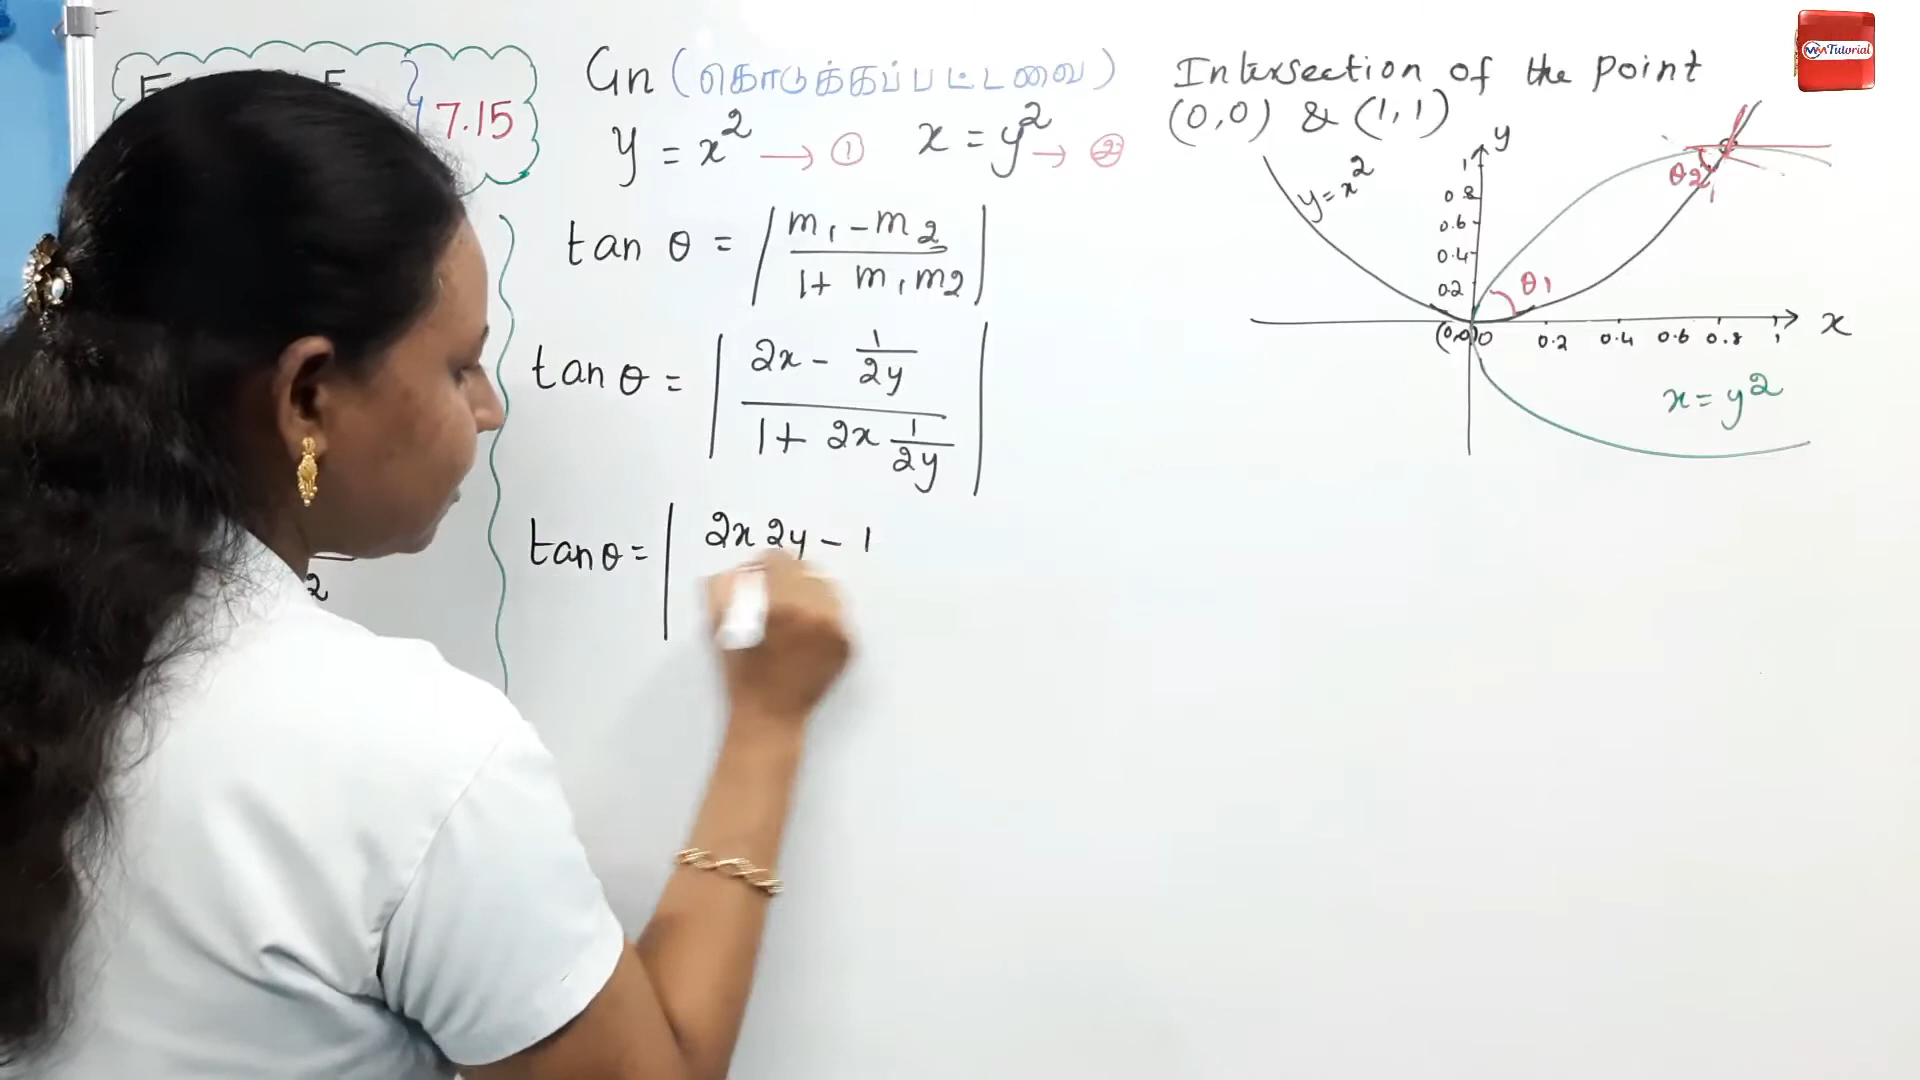 7.15
Gn (கொடுக்கப்பட்டவை)
y = x² → ①   x = y² → ②
tan θ = | (m₁ - m₂) / (1 + m₁m₂) |
tan θ = | (2x - 1/2y) / (1 + 2x 1/2y) |
tan θ = | 2x 2y - 1
2
Intersection of the point
(0,0) & (1,1)
y
y = x²
1
0.8
0.6
0.4
0.2
θ2
θ1
(0,0) 0 0.2 0.4 0.6 0.8 1 x
x = y²
MATutorial